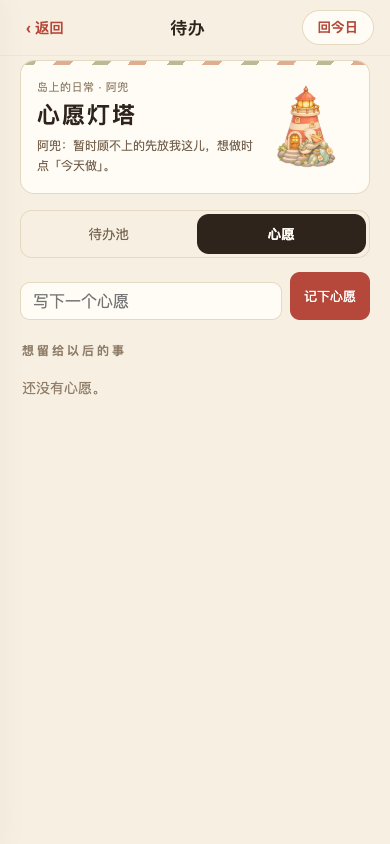 ‹ 返回
待办
回今日
岛上的日常 · 阿兜
心愿灯塔
阿兜：暂时顾不上的先放我这儿，想做时
点「今天做」。
待办池
心愿
写下一个心愿
记下心愿
想留给以后的事
还没有心愿。